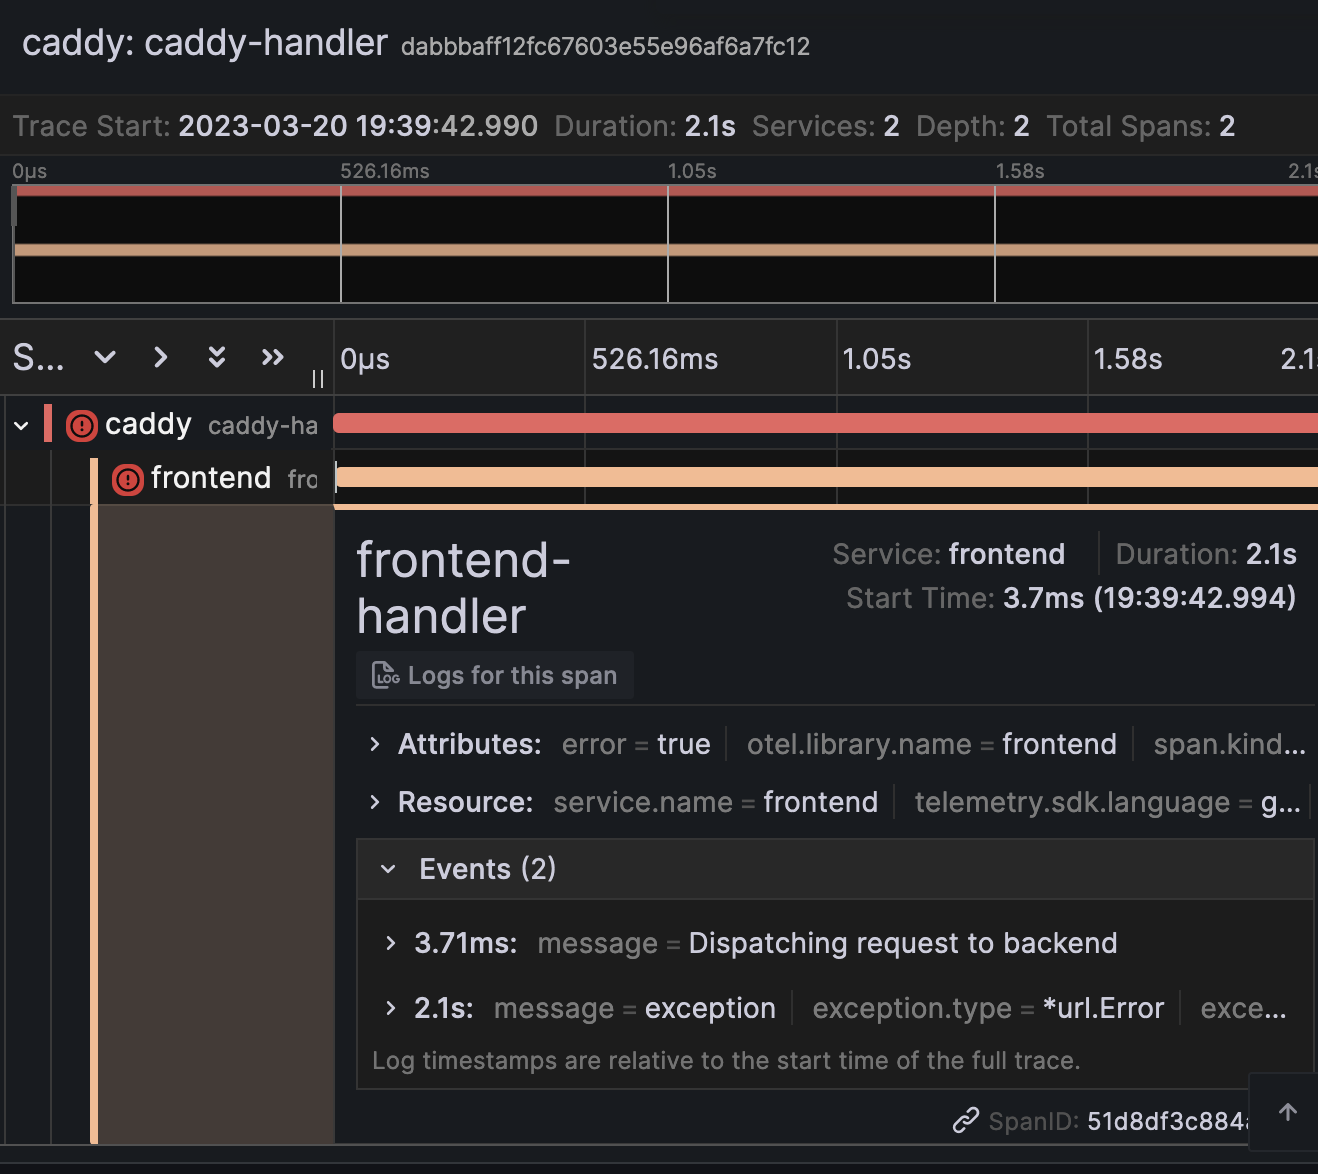 caddy: caddy-handler dabbbaff12fc67603e55e96af6a7fc12
Trace Start: 2023-03-20 19:39:42.990 Duration: 2.1s Services: 2 Depth: 2 Total Spans: 2
0µs 526.16ms 1.05s 1.58s 2.1s
S... 0µs 526.16ms 1.05s 1.58s 2.1
caddy caddy-ha
frontend fro
frontend-
handler
Service: frontend Duration: 2.1s
Start Time: 3.7ms (19:39:42.994)
LOG Logs for this span
Attributes: error = true otel.library.name = frontend span.kind...
Resource: service.name = frontend telemetry.sdk.language = g...
Events (2)
3.71ms: message = Dispatching request to backend
2.1s: message = exception exception.type = *url.Error exce...
Log timestamps are relative to the start time of the full trace.
SpanID: 51d8df3c884a